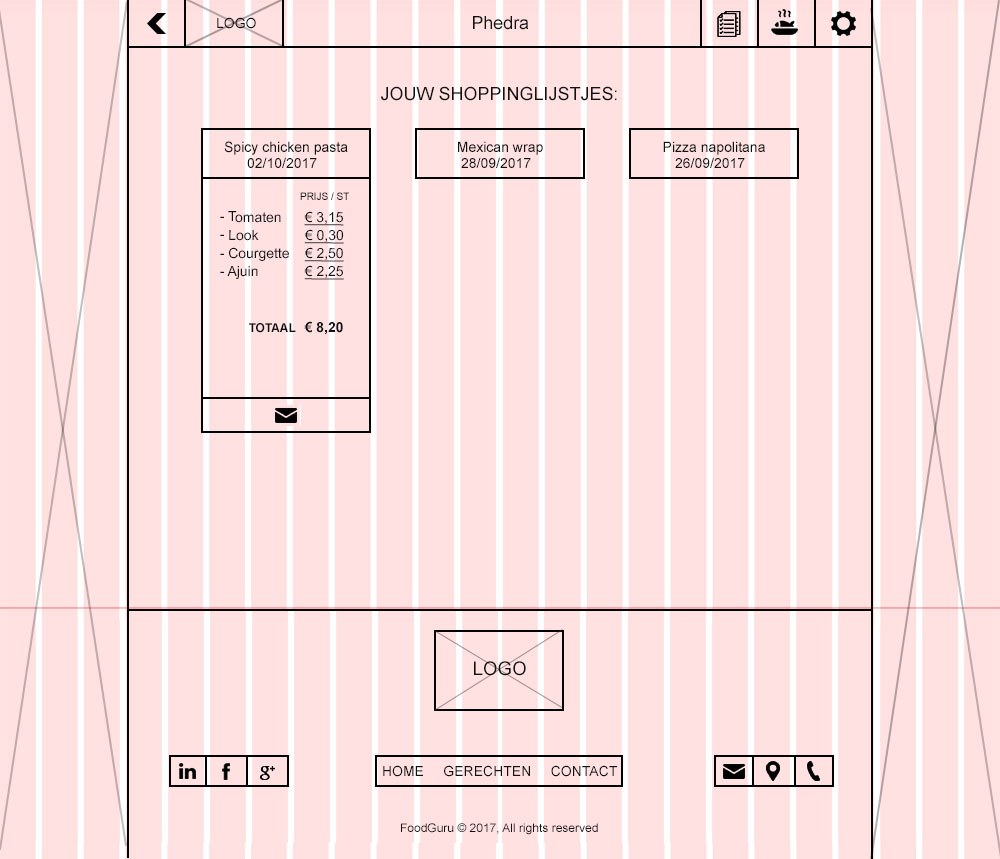 LOGO
Phedra
JOUW SHOPPINGLIJSTJES:
Spicy chicken pasta
02/10/2017
PRIJS / ST
- Tomaten € 3,15
- Look € 0,30
- Courgette € 2,50
- Ajuin € 2,25
TOTAAL € 8,20
Mexican wrap
28/09/2017
Pizza napolitana
26/09/2017
LOGO
in f g+
HOME GERECHTEN CONTACT
FoodGuru © 2017, All rights reserved